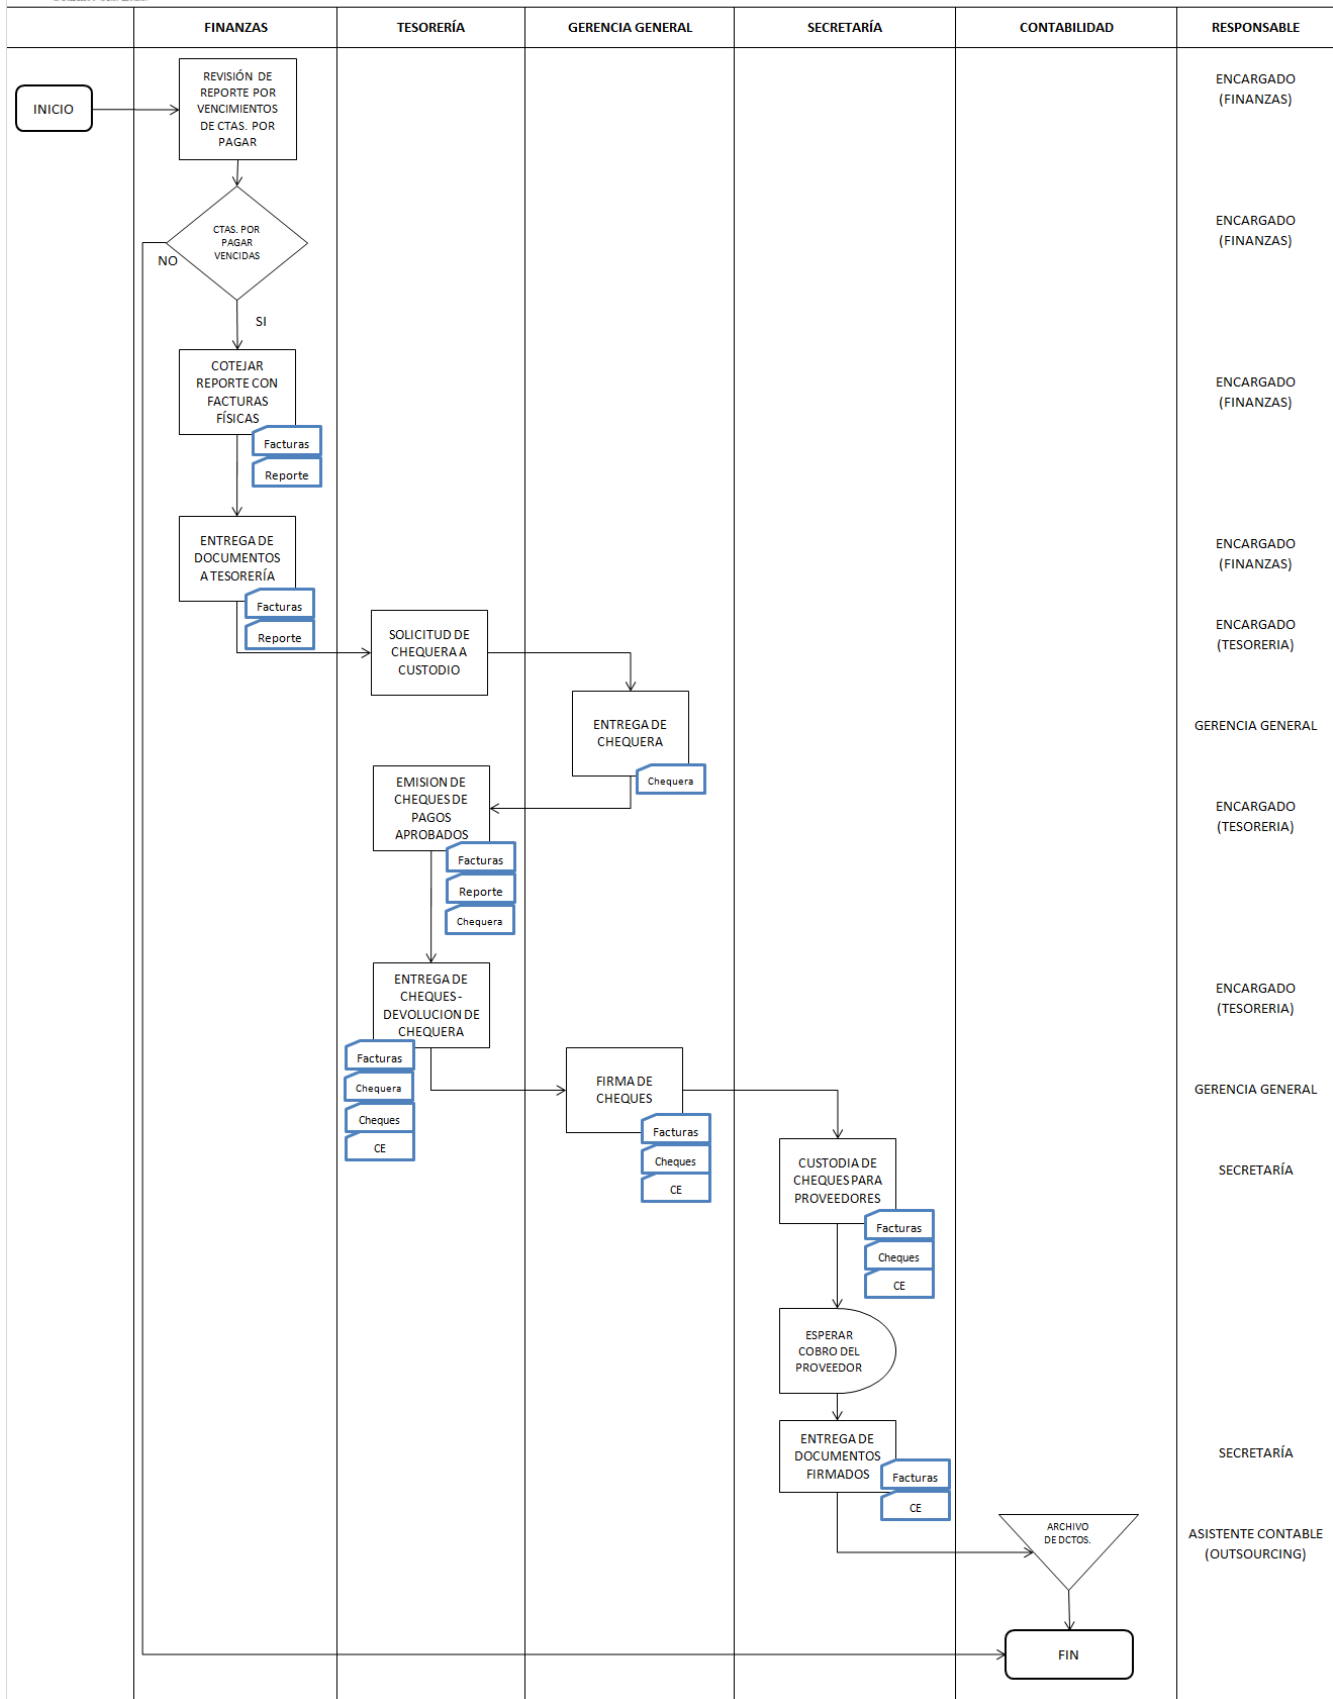 FINANZAS
TESORERÍA
GERENCIA GENERAL
SECRETARÍA
CONTABILIDAD
RESPONSABLE
INICIO
REVISIÓN DE
REPORTE POR
VENCIMIENTOS
DE CTAS. POR
PAGAR
ENCARGADO
(FINANZAS)
CTAS. POR
PAGAR
VENCIDAS
NO
SI
ENCARGADO
(FINANZAS)
COTEJAR
REPORTE CON
FACTURAS
FÍSICAS
Facturas
Reporte
ENCARGADO
(FINANZAS)
ENTREGA DE
DOCUMENTOS
A TESORERÍA
Facturas
Reporte
ENCARGADO
(FINANZAS)
SOLICITUD DE
CHEQUERA A
CUSTODIO
ENCARGADO
(TESORERIA)
ENTREGA DE
CHEQUERA
Chequera
GERENCIA GENERAL
EMISION DE
CHEQUES DE
PAGOS
APROBADOS
Facturas
Reporte
Chequera
ENCARGADO
(TESORERIA)
ENTREGA DE
CHEQUES -
DEVOLUCION DE
CHEQUERA
Facturas
Chequera
Cheques
CE
ENCARGADO
(TESORERIA)
FIRMA DE
CHEQUES
Facturas
Cheques
CE
GERENCIA GENERAL
CUSTODIA DE
CHEQUES PARA
PROVEEDORES
Facturas
Cheques
CE
SECRETARÍA
ESPERAR
COBRO DEL
PROVEEDOR
ENTREGA DE
DOCUMENTOS
FIRMADOS
Facturas
CE
SECRETARÍA
ARCHIVO
DE DCTOS.
ASISTENTE CONTABLE
(OUTSOURCING)
FIN